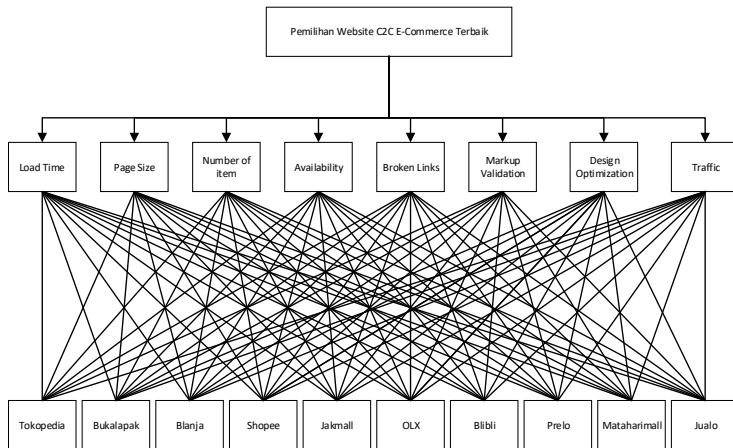 Pemilihan Website C2C E-Commerce Terbaik
Load Time
Page Size
Number of
item
Availability
Broken Links
Markup
Validation
Design
Optimization
Traffic
Tokopedia
Bukalapak
Blanja
Shopee
Jakmall
OLX
Blibli
Prelo
Mataharimall
Jualo